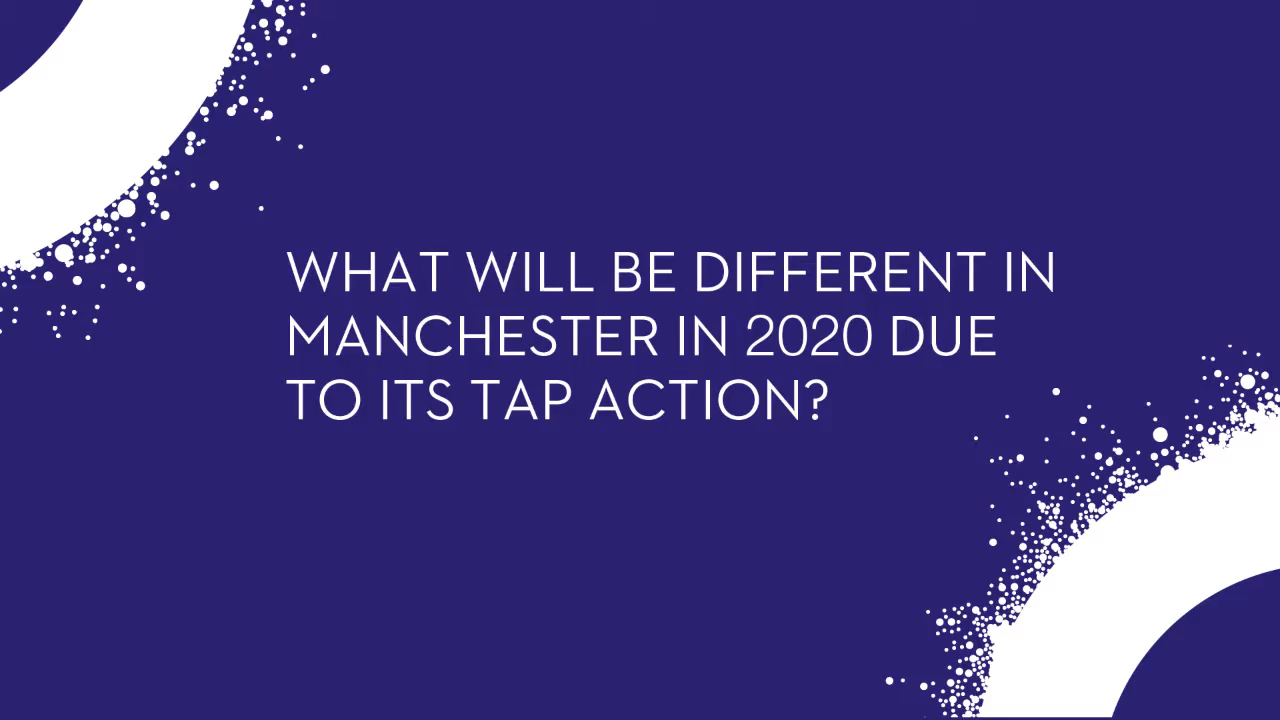 WHAT WILL BE DIFFERENT IN
MANCHESTER IN 2020 DUE
TO ITS TAP ACTION?